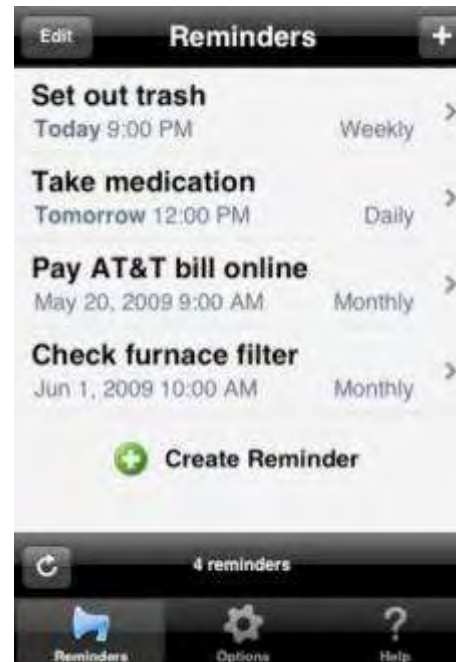 Edit Reminders +
Set out trash
Today 9:00 PM Weekly
Take medication
Tomorrow 12:00 PM Daily
Pay AT&T bill online
May 20, 2009 9:00 AM Monthly
Check furnace filter
Jun 1, 2009 10:00 AM Monthly
Create Reminder
4 reminders
Reminders Options Help